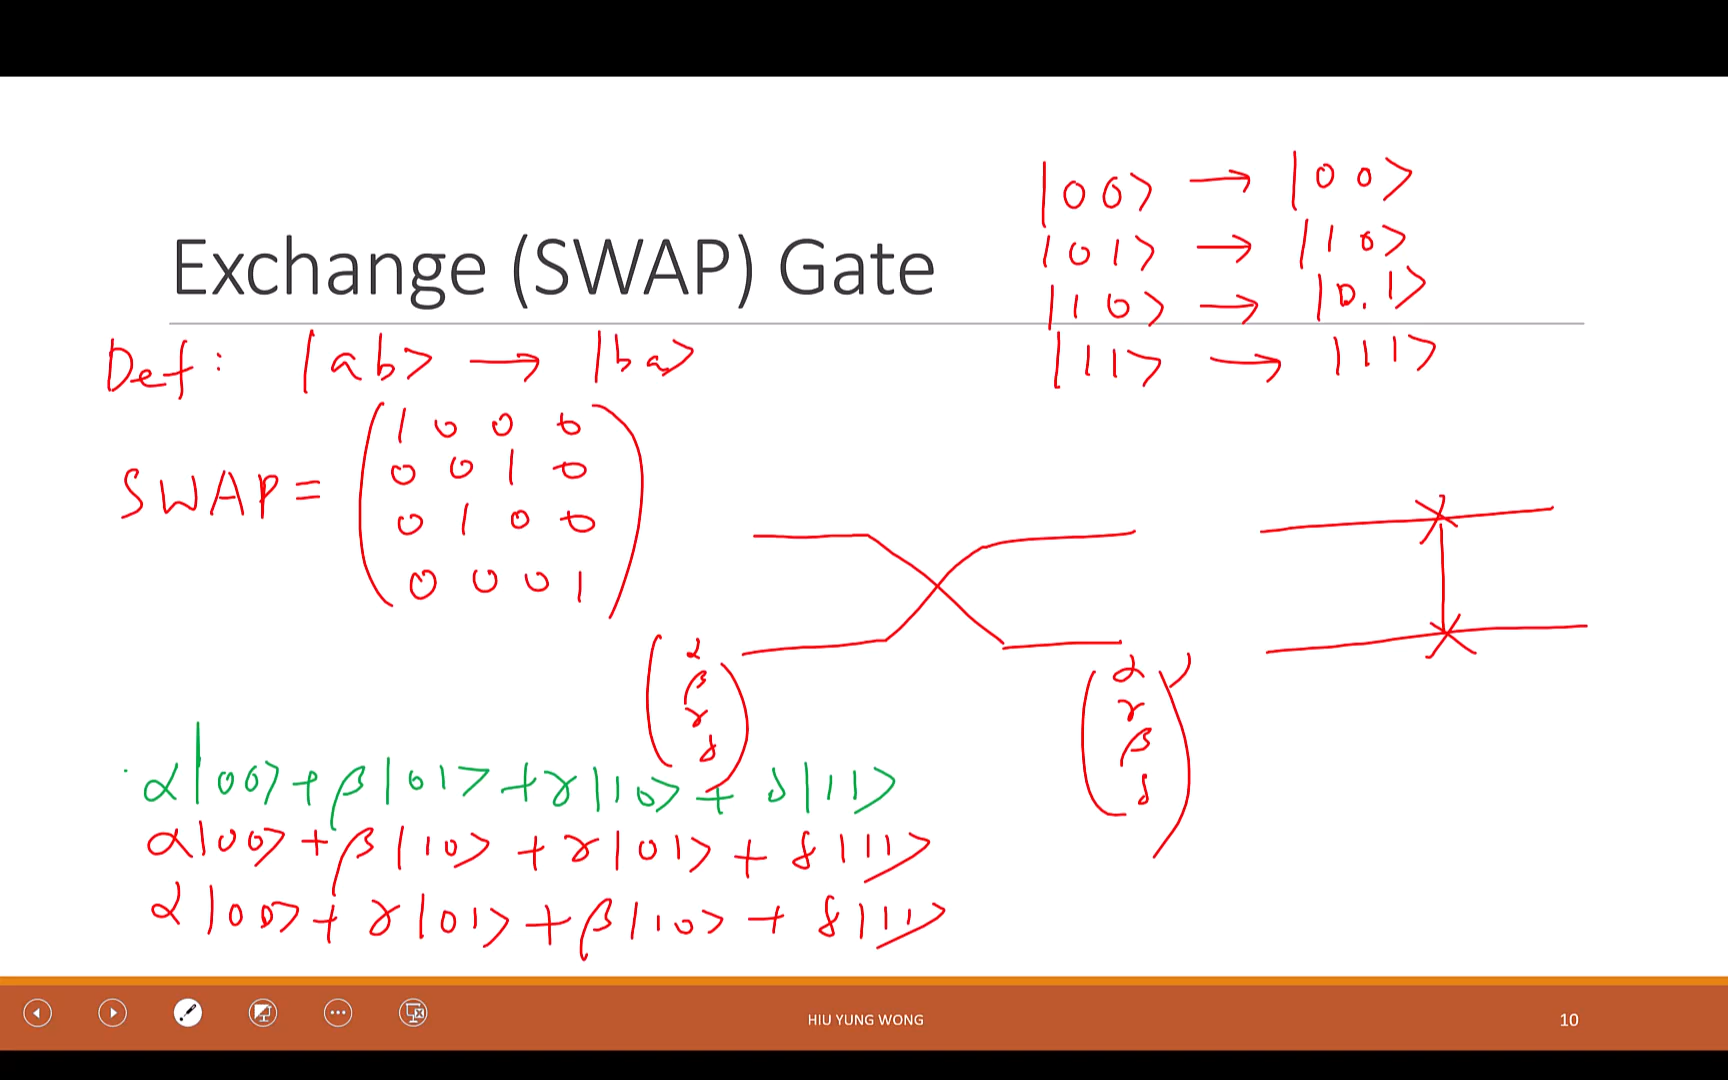 |00⟩ → |00⟩
|01⟩ → |10⟩
|10⟩ → |0.1⟩
|11⟩ → |11⟩
Exchange (SWAP) Gate
Def: |ab⟩ → |ba⟩
SWAP =
1 0 0 0
0 0 1 0
0 1 0 0
0 0 0 1
α
β
γ
δ
α
γ
β
δ
α|00⟩ + β|01⟩ + γ|10⟩ + δ|11⟩
α|00⟩ + β|10⟩ + γ|01⟩ + δ|11⟩
α|00⟩ + γ|01⟩ + β|10⟩ + δ|11⟩
HIU YUNG WONG
10